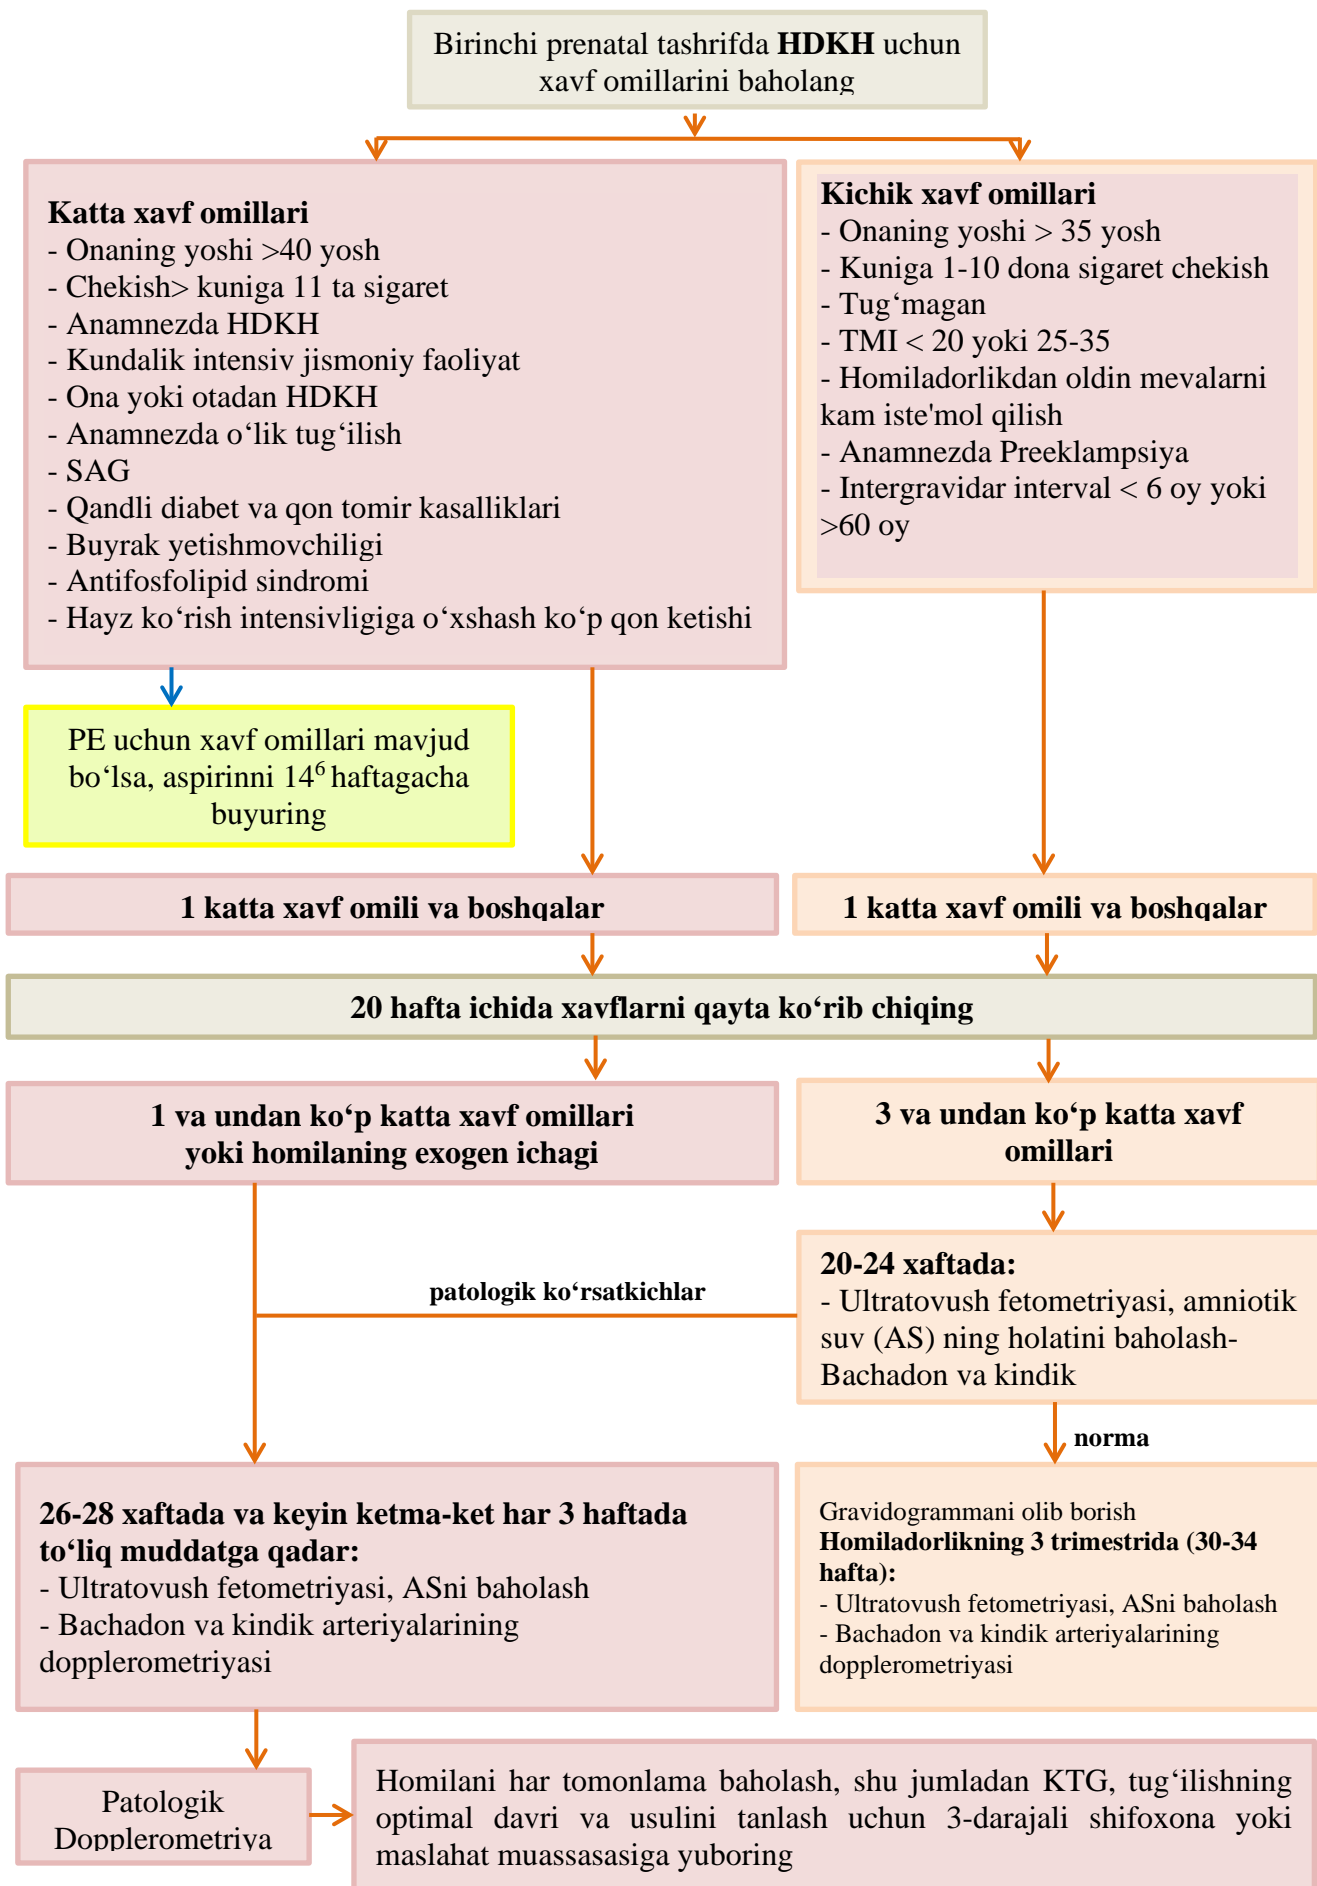 Birinchi prenatal tashrifda HDKH uchun
xavf omillarini baholang
Katta xavf omillari
- Onaning yoshi >40 yosh
- Chekish> kuniga 11 ta sigaret
- Anamnezda HDKH
- Kundalik intensiv jismoniy faoliyat
- Ona yoki otadan HDKH
- Anamnezda o‘lik tug‘ilish
- SAG
- Qandli diabet va qon tomir kasalliklari
- Buyrak yetishmovchiligi
- Antifosfolipid sindromi
- Hayz ko‘rish intensivligiga o‘xshash ko‘p qon ketishi
Kichik xavf omillari
- Onaning yoshi > 35 yosh
- Kuniga 1-10 dona sigaret chekish
- Tug‘magan
- TMI < 20 yoki 25-35
- Homiladorlikdan oldin mevalarni
kam iste'mol qilish
- Anamnezda Preeklampsiya
- Intergravidar interval < 6 oy yoki
>60 oy
PE uchun xavf omillari mavjud
bo‘lsa, aspirinni 14⁶ haftagacha
buyuring
1 katta xavf omili va boshqalar
1 katta xavf omili va boshqalar
20 hafta ichida xavflarni qayta ko‘rib chiqing
1 va undan ko‘p katta xavf omillari
yoki homilaning exogen ichagi
3 va undan ko‘p katta xavf
omillari
patologik ko‘rsatkichlar
20-24 xaftada:
- Ultratovush fetometriyasi, amniotik
suv (AS) ning holatini baholash-
Bachadon va kindik
norma
26-28 xaftada va keyin ketma-ket har 3 haftada
to‘liq muddatga qadar:
- Ultratovush fetometriyasi, ASni baholash
- Bachadon va kindik arteriyalarining
dopplerometriyasi
Gravidogrammani olib borish
Homiladorlikning 3 trimestrida (30-34
hafta):
- Ultratovush fetometriyasi, ASni baholash
- Bachadon va kindik arteriyalarining
dopplerometriyasi
Patologik
Dopplerometriya
Homilani har tomonlama baholash, shu jumladan KTG, tug‘ilishning
optimal davri va usulini tanlash uchun 3-darajali shifoxona yoki
maslahat muassasasiga yuboring